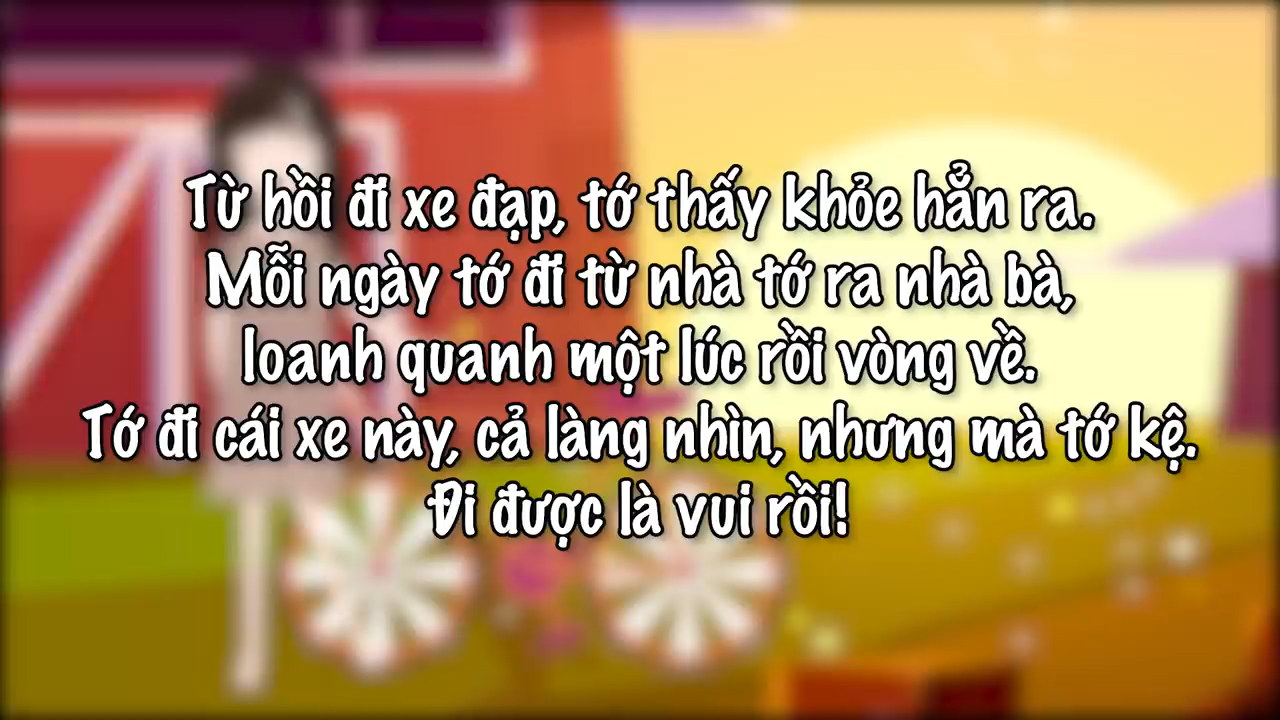 Từ hồi đi xe đạp, tớ thấy khỏe hẳn ra.
Mỗi ngày tớ đi từ nhà tớ ra nhà bà,
loanh quanh một lúc rồi vòng về.
Tớ đi cái xe này, cả làng nhìn, nhưng mà tớ kệ.
Đi được là vui rồi!